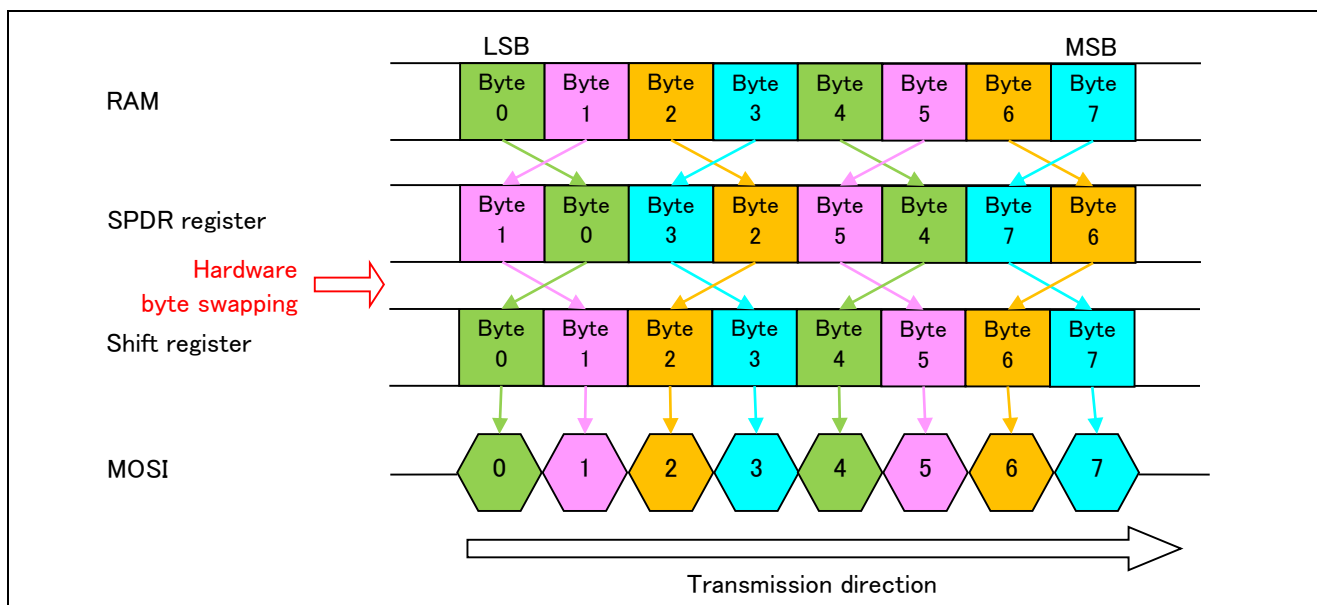 LSB MSB
RAM
Byte Byte Byte Byte Byte Byte Byte Byte
0 1 2 3 4 5 6 7
SPDR register
Byte Byte Byte Byte Byte Byte Byte Byte
1 0 3 2 5 4 7 6
Hardware
byte swapping
Shift register
Byte Byte Byte Byte Byte Byte Byte Byte
0 1 2 3 4 5 6 7
MOSI
0 1 2 3 4 5 6 7
Transmission direction